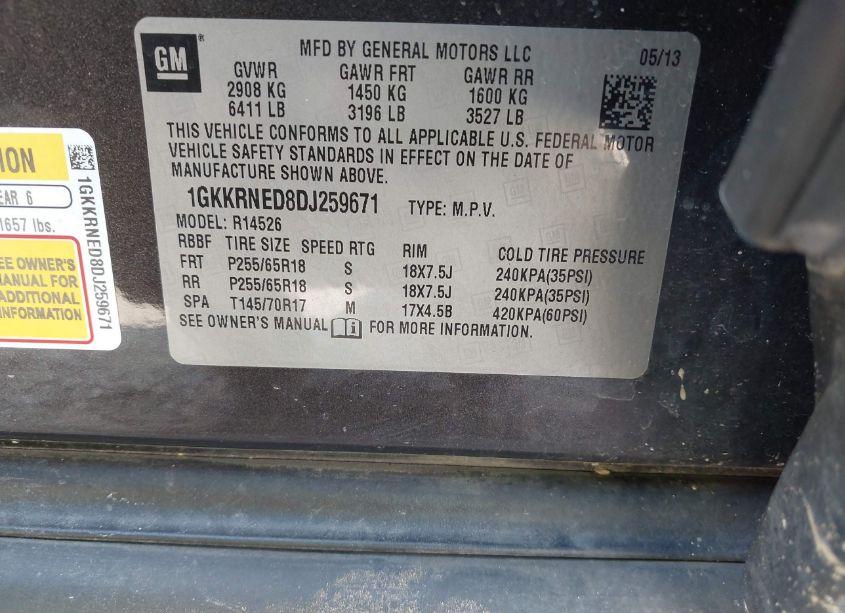 GM ®
MFD BY GENERAL MOTORS LLC 05/13
GVWR GAWR FRT GAWR RR
2908 KG 1450 KG 1600 KG
6411 LB 3196 LB 3527 LB
THIS VEHICLE CONFORMS TO ALL APPLICABLE U.S. FEDERAL MOTOR
VEHICLE SAFETY STANDARDS IN EFFECT ON THE DATE OF
MANUFACTURE SHOWN ABOVE.
1GKKRNED8DJ259671 TYPE: M.P.V.
MODEL: R14526
RBBF TIRE SIZE SPEED RTG RIM COLD TIRE PRESSURE
FRT P255/65R18 S 18X7.5J 240KPA(35PSI)
RR P255/65R18 S 18X7.5J 240KPA(35PSI)
SPA T145/70R17 M 17X4.5B 420KPA(60PSI)
SEE OWNER'S MANUAL FOR MORE INFORMATION.
EAR 6
1657 lbs.
SEE OWNER'S
MANUAL FOR
ADDITIONAL
INFORMATION
1GKKRNED8DJ259671